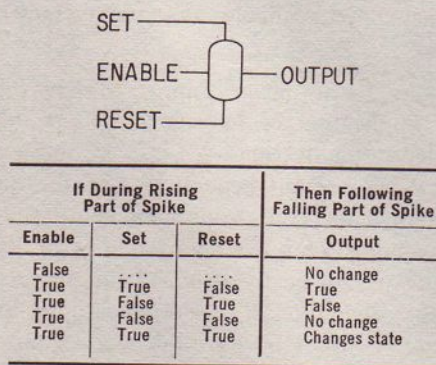 SET
ENABLE
OUTPUT
RESET
If During Rising
Part of Spike
Then Following
Falling Part of Spike
Enable Set Reset Output
False .... .... No change
True True False True
True False True False
True False False No change
True True True Changes state